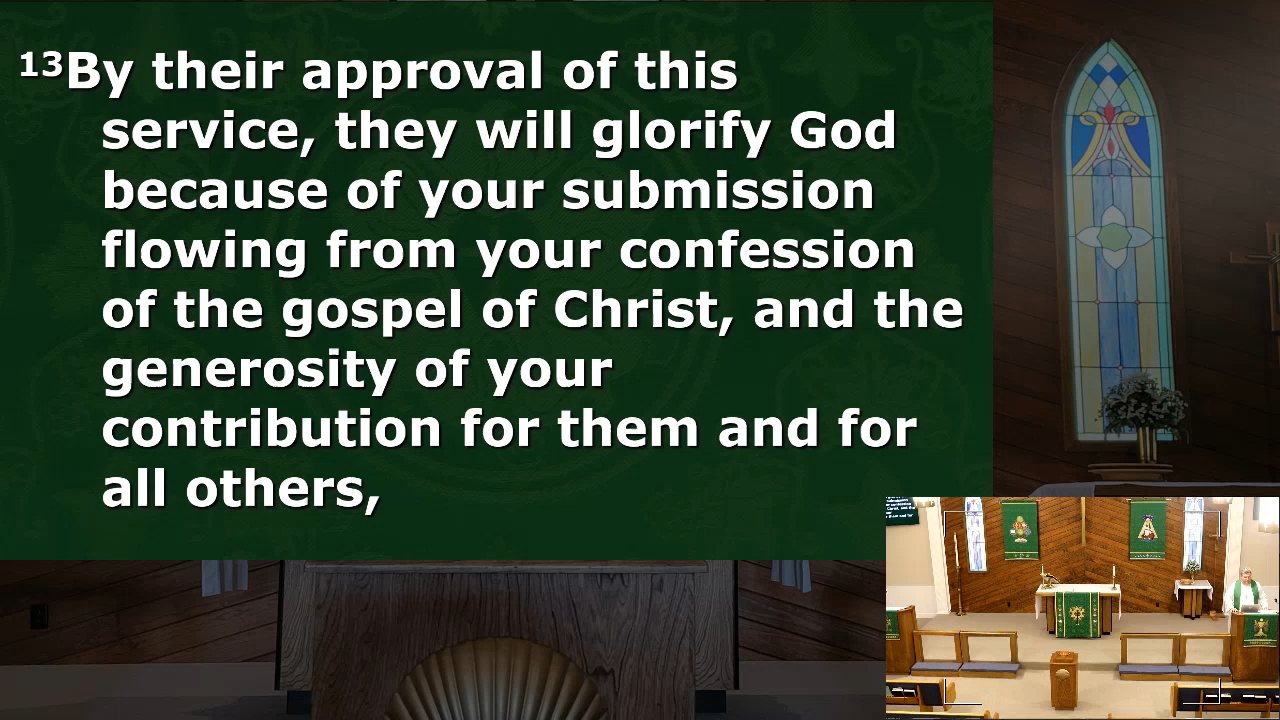 13By their approval of this
service, they will glorify God
because of your submission
flowing from your confession
of the gospel of Christ, and the
generosity of your
contribution for them and for
all others,